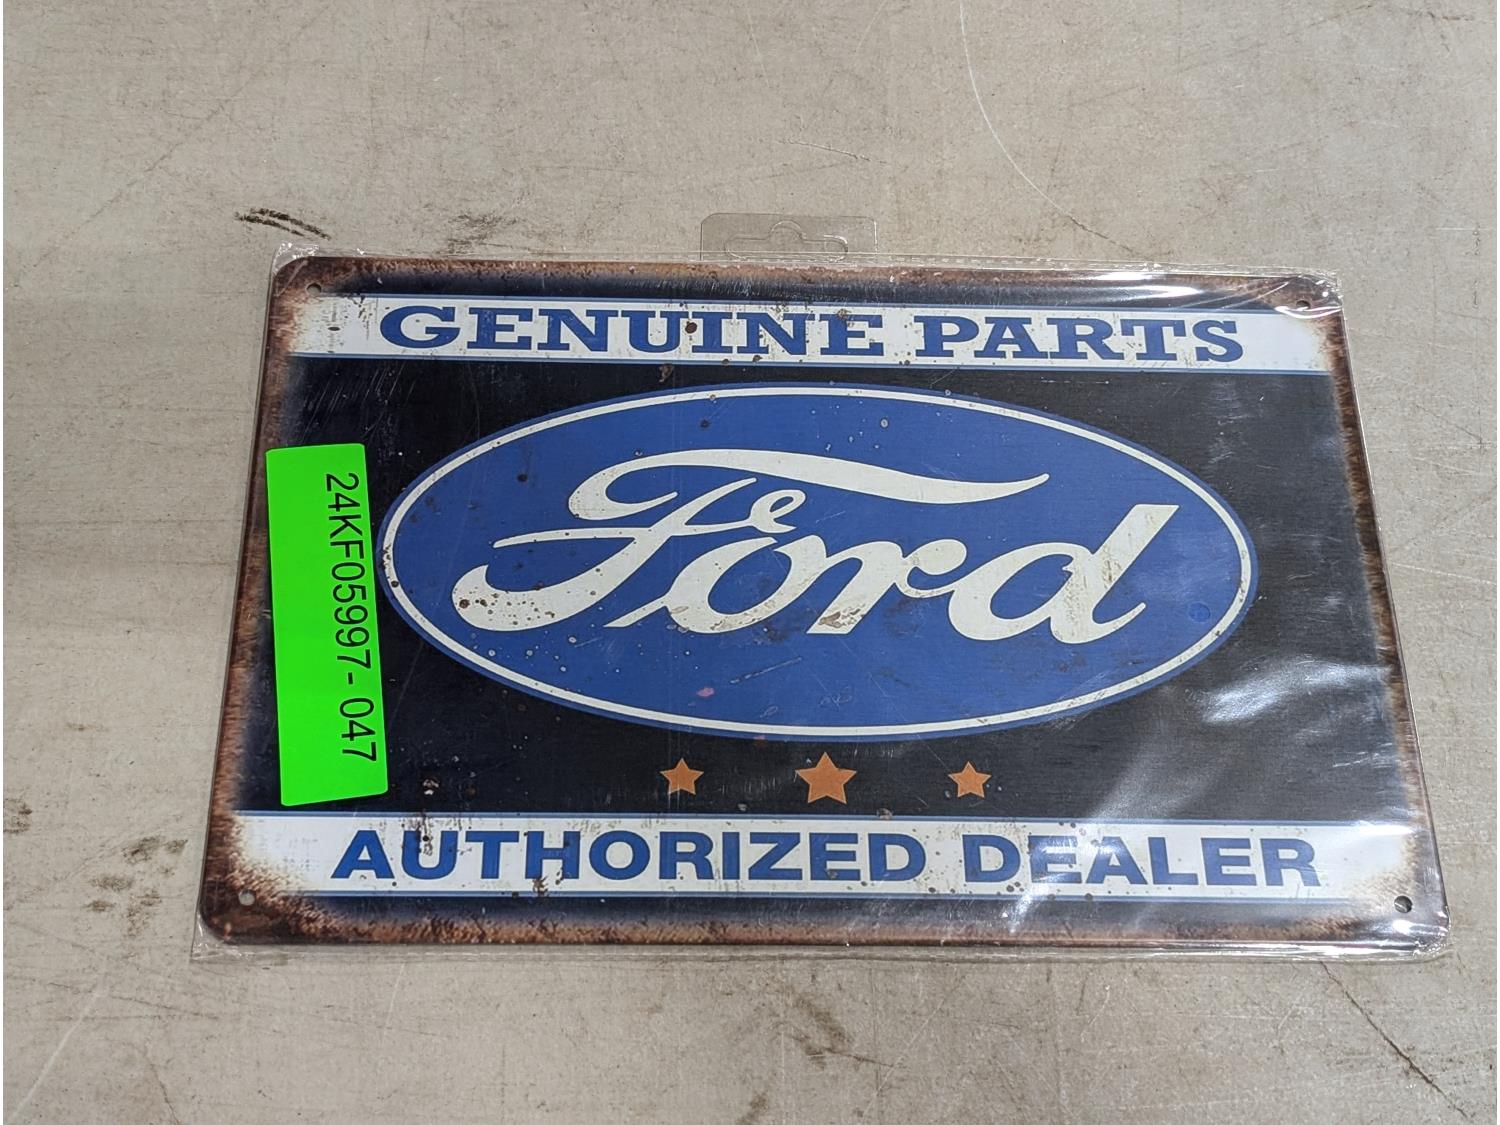 GENUINE PARTS
Ford
24KF05997 - 047
AUTHORIZED DEALER